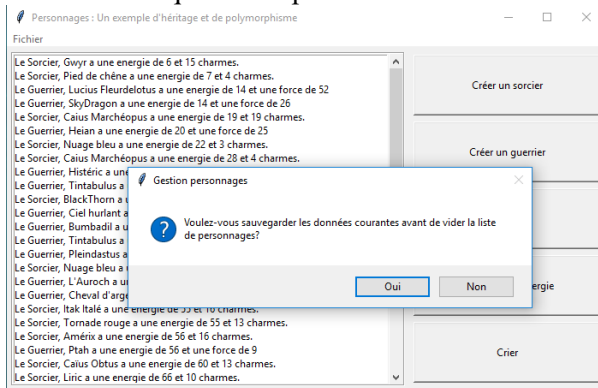 Personnages : Un exemple d'héritage et de polymorphisme
Fichier
Le Sorcier, Gwyr a une energie de 6 et 15 charmes.
Le Sorcier, Pied de chêne a une energie de 7 et 4 charmes.
Le Guerrier, Lucius Fleurdelotus a une energie de 14 et une force de 52
Le Guerrier, SkyDragon a une energie de 14 et une force de 26
Le Sorcier, Caius Marchéopus a une energie de 19 et 19 charmes.
Le Guerrier, Heian a une energie de 20 et une force de 25
Le Sorcier, Nuage bleu a une energie de 22 et 3 charmes.
Le Sorcier, Caius Marchéopus a une energie de 28 et 4 charmes.
Le Guerrier, Histéric a une
Le Guerrier, Tintabulus a
Le Sorcier, BlackThorn a
Le Guerrier, Ciel hurlant a
Le Guerrier, Bumbadil a
Le Guerrier, Tintabulus a
Le Guerrier, Pleindastus a
Le Sorcier, Nuage bleu a
Le Guerrier, L'Auroch a
Le Guerrier, Cheval d'arge
Le Sorcier, Itak Italé a une energie de 55 et 10 charmes.
Le Sorcier, Tornade rouge a une energie de 55 et 13 charmes.
Le Sorcier, Amérix a une energie de 56 et 16 charmes.
Le Guerrier, Ptah a une energie de 56 et une force de 9
Le Sorcier, Caïus Obtus a une energie de 60 et 13 charmes.
Le Sorcier, Liric a une energie de 66 et 10 charmes.
Créer un sorcier
Créer un guerrier
ergie
Crier
Gestion personnages
Voulez-vous sauvegarder les données courantes avant de vider la liste
de personnages?
Oui
Non